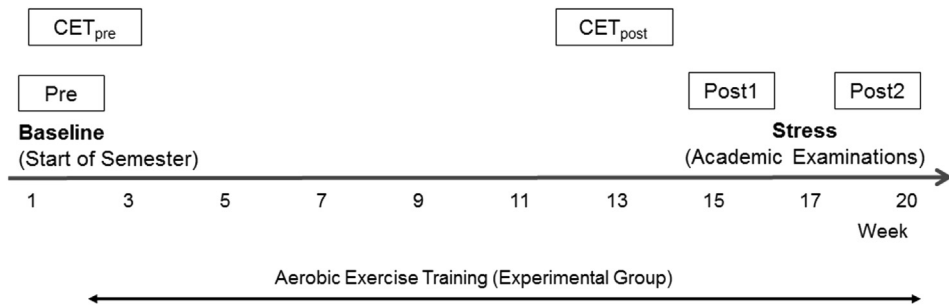 CETpre
CETpost
Pre
Post1
Post2
Baseline
Stress
(Start of Semester)
(Academic Examinations)
1 3 5 7 9 11 13 15 17 20
Week
Aerobic Exercise Training (Experimental Group)